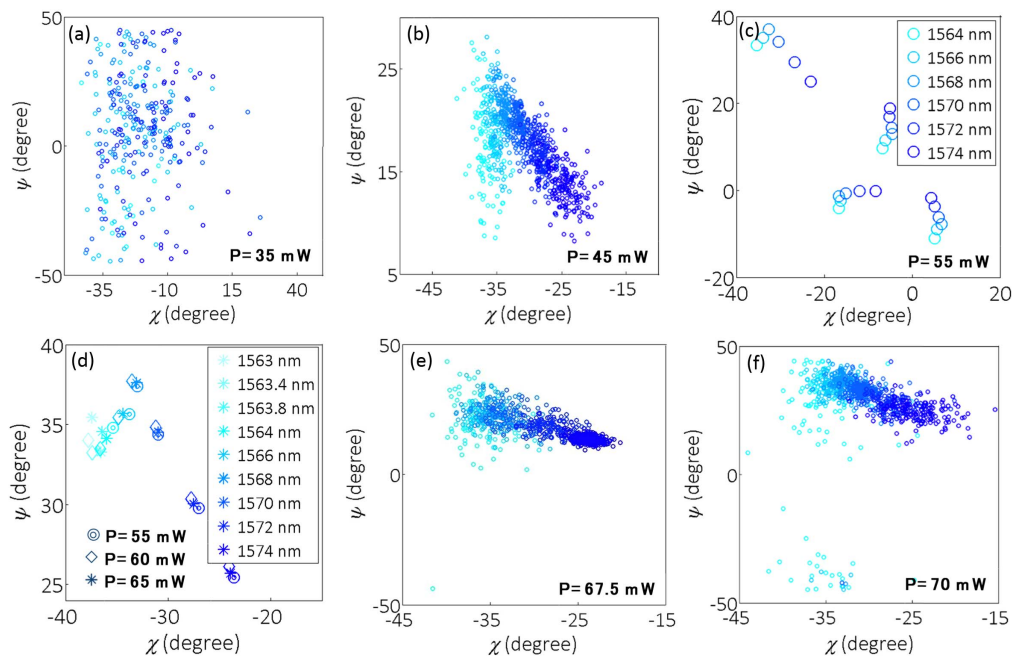 (a)
50
0
-50
ψ (degree)
-35
-10
15
40
χ (degree)
P= 35 mW
(b)
25
15
5
ψ (degree)
-45
-35
-25
-15
χ (degree)
P= 45 mW
(c)
40
20
0
-20
ψ (degree)
-40
-20
0
20
χ (degree)
1564 nm
1566 nm
1568 nm
1570 nm
1572 nm
1574 nm
P= 55 mW
(d)
40
35
30
25
ψ (degree)
-40
-30
-20
χ (degree)
1563 nm
1563.4 nm
1563.8 nm
1564 nm
1566 nm
1568 nm
1570 nm
1572 nm
1574 nm
P= 55 mW
P= 60 mW
P= 65 mW
(e)
50
0
-50
ψ (degree)
-45
-35
-25
-15
χ (degree)
P= 67.5 mW
(f)
50
0
-50
ψ (degree)
-45
-35
-25
-15
χ (degree)
P= 70 mW